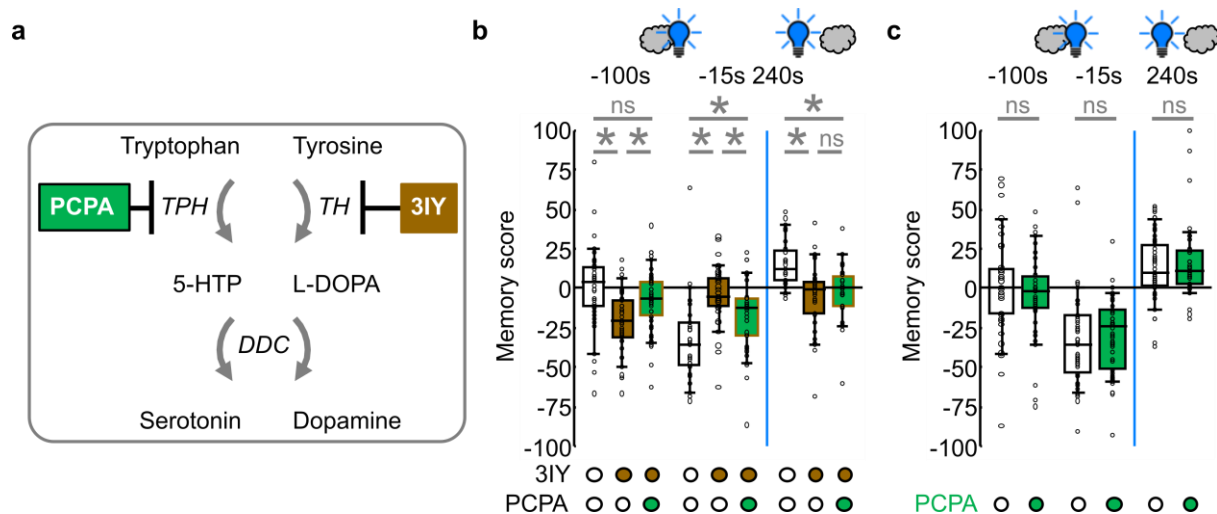 a
Tryptophan Tyrosine
PCPA TPH TH 3IY
5-HTP L-DOPA
DDC
Serotonin Dopamine
b
-100s -15s 240s
ns * *
* * * * * ns
Memory score
100
75
50
25
0
-25
-50
-75
-100
3IY
PCPA
c
-100s -15s 240s
ns ns ns
Memory score
100
75
50
25
0
-25
-50
-75
-100
PCPA